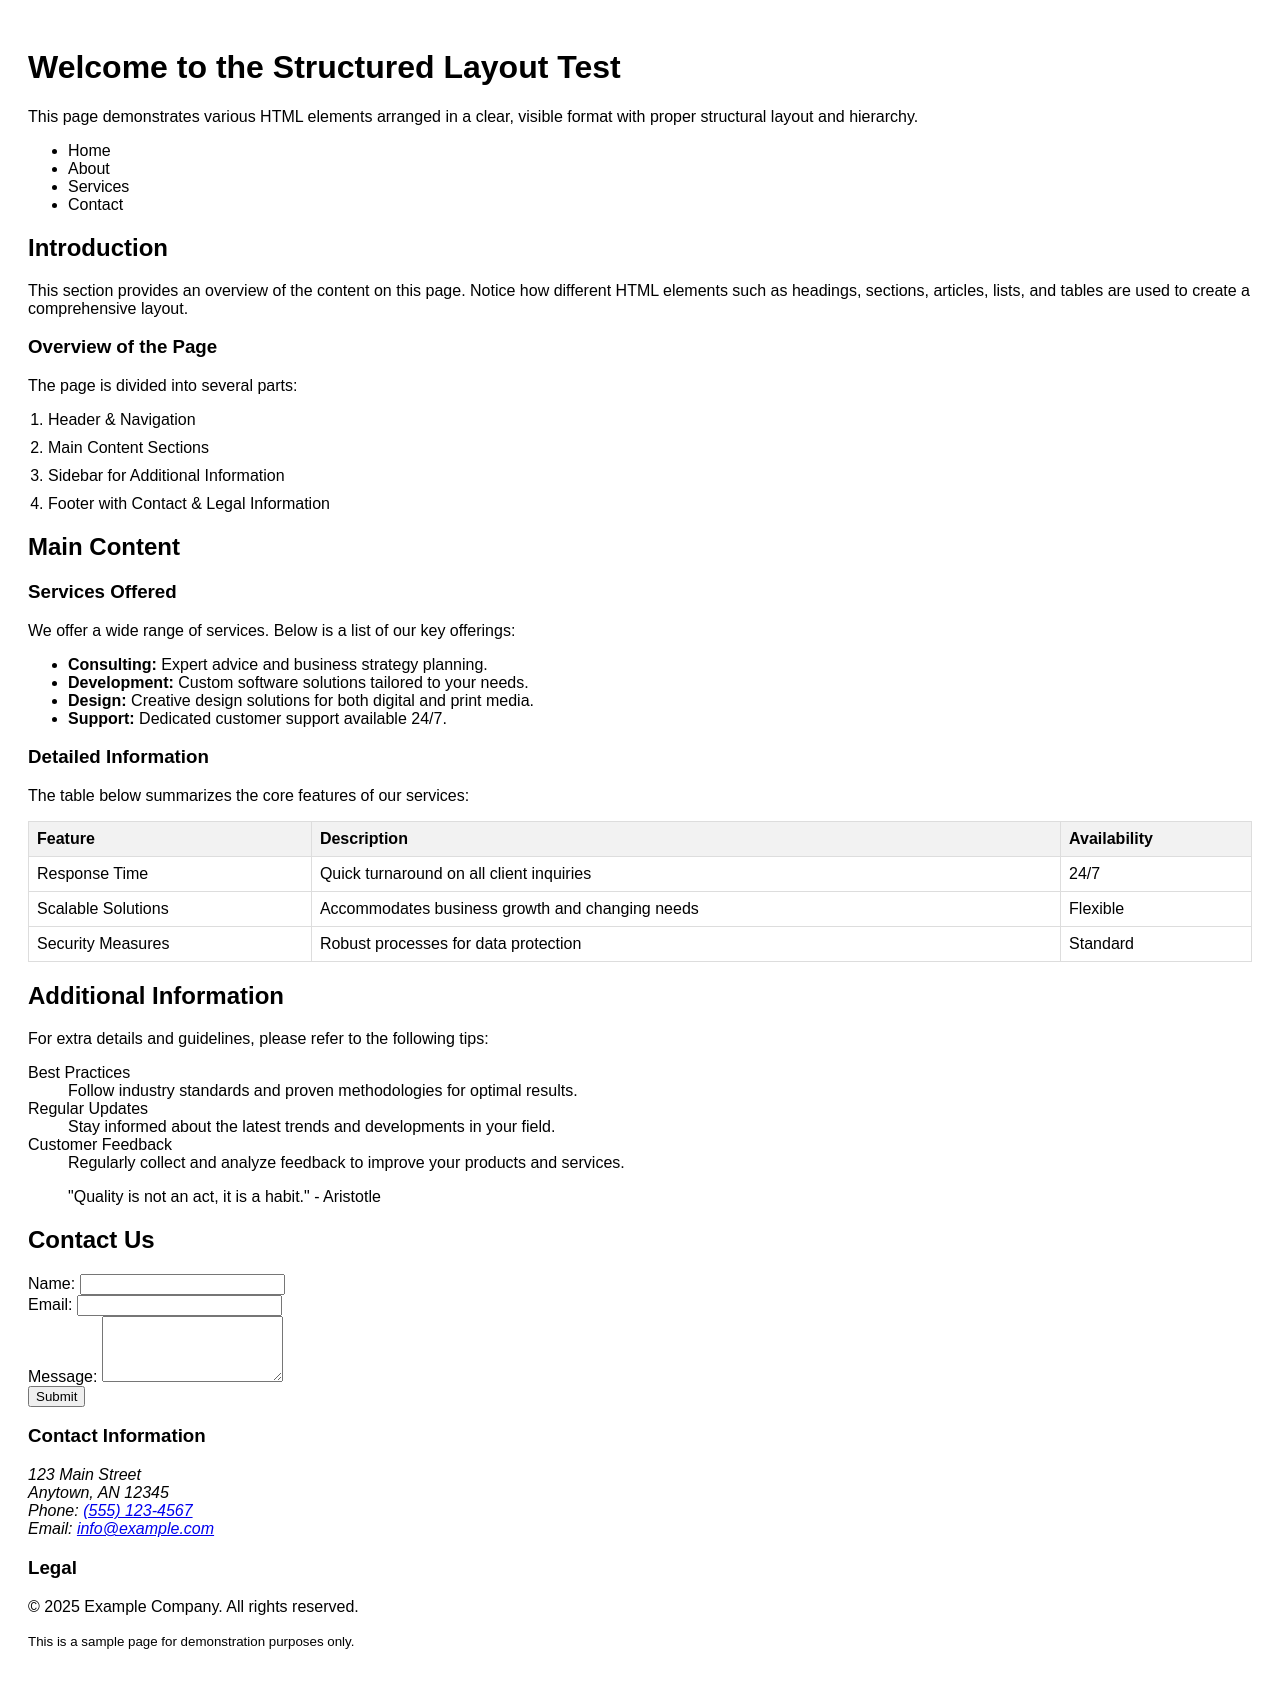 Welcome to the Structured Layout Test
This page demonstrates various HTML elements arranged in a clear, visible format with proper structural layout and hierarchy.
• Home
• About
• Services
• Contact
Introduction
This section provides an overview of the content on this page. Notice how different HTML elements such as headings, sections, articles, lists, and tables are used to create a
comprehensive layout.
Overview of the Page
The page is divided into several parts:
1. Header & Navigation
2. Main Content Sections
3. Sidebar for Additional Information
4. Footer with Contact & Legal Information
Main Content
Services Offered
We offer a wide range of services. Below is a list of our key offerings:
• Consulting: Expert advice and business strategy planning.
• Development: Custom software solutions tailored to your needs.
• Design: Creative design solutions for both digital and print media.
• Support: Dedicated customer support available 24/7.
Detailed Information
The table below summarizes the core features of our services:
Feature Description Availability
Response Time Quick turnaround on all client inquiries 24/7
Scalable Solutions Accommodates business growth and changing needs Flexible
Security Measures Robust processes for data protection Standard
Additional Information
For extra details and guidelines, please refer to the following tips:
Best Practices
Follow industry standards and proven methodologies for optimal results.
Regular Updates
Stay informed about the latest trends and developments in your field.
Customer Feedback
Regularly collect and analyze feedback to improve your products and services.
"Quality is not an act, it is a habit." - Aristotle
Contact Us
Name:
Email:
Message:
Submit
Contact Information
123 Main Street
Anytown, AN 12345
Phone: (555) 123-4567
Email: info@example.com
Legal
© 2025 Example Company. All rights reserved.
This is a sample page for demonstration purposes only.